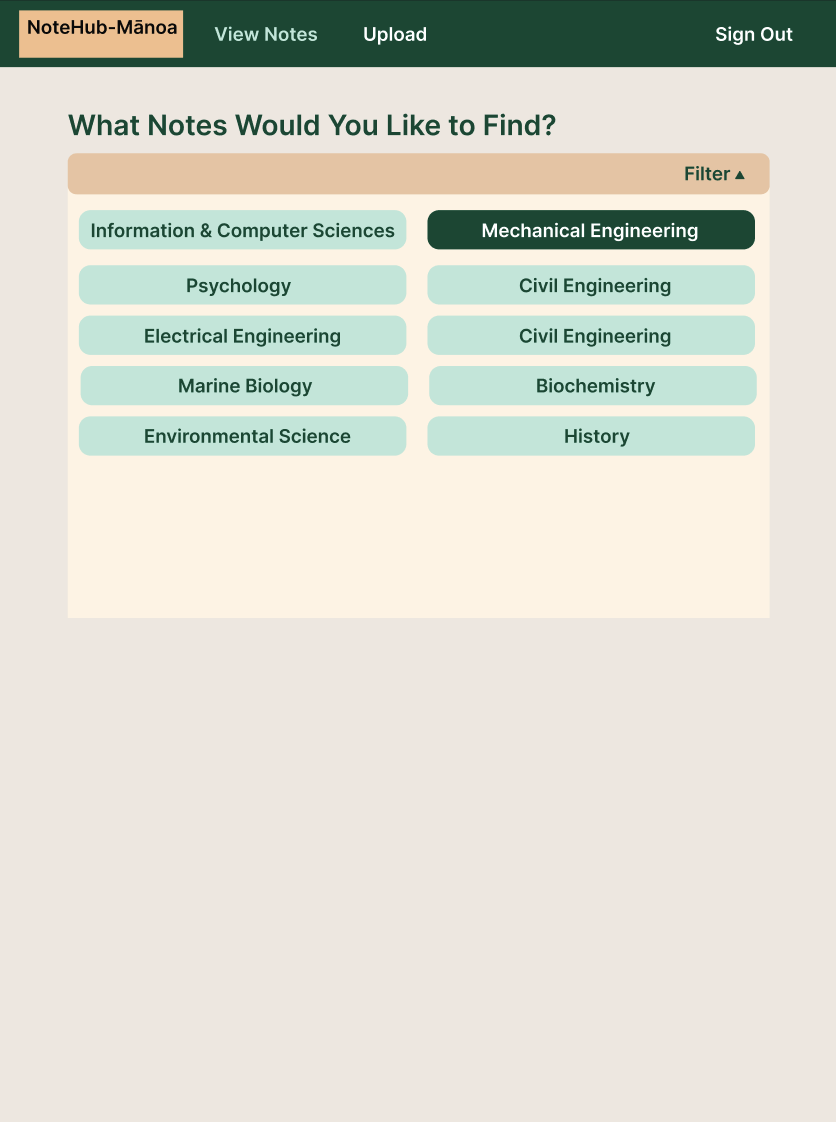 NoteHub-Mānoa
View Notes
Upload
Sign Out
What Notes Would You Like to Find?
Filter ▲
Information & Computer Sciences
Mechanical Engineering
Psychology
Civil Engineering
Electrical Engineering
Civil Engineering
Marine Biology
Biochemistry
Environmental Science
History